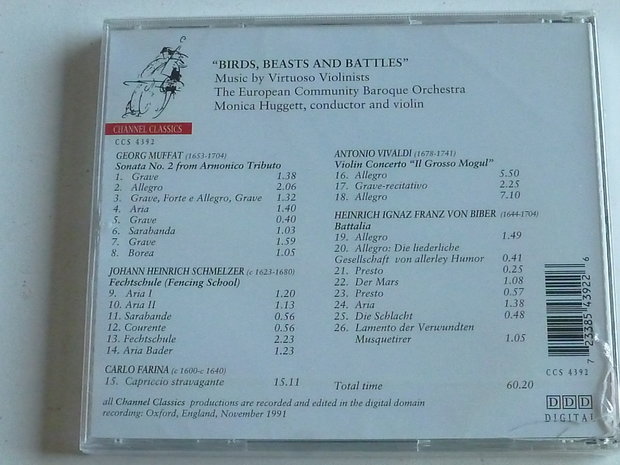 "BIRDS, BEASTS AND BATTLES"
Music by Virtuoso Violinists
The European Community Baroque Orchestra
Monica Huggett, conductor and violin
CHANNEL CLASSICS
CCS 4392
GEORG MUFFAT (1653-1704)
Sonata No. 2 from Armonico Tributo
1. Grave 1.38
2. Allegro 2.06
3. Grave, Forte e Allegro, Grave 1.32
4. Aria 1.40
5. Grave 0.40
6. Sarabanda 1.03
7. Grave 1.59
8. Borea 1.05
JOHANN HEINRICH SCHMELZER (c 1623-1680)
Fechtschule (Fencing School)
9. Aria I 1.20
10. Aria II 1.13
11. Sarabande 0.56
12. Courente 0.56
13. Fechtschule 2.23
14. Aria Bader 1.23
CARLO FARINA (c 1600-c 1640)
15. Capriccio stravagante 15.11
ANTONIO VIVALDI (1678-1741)
Violin Concerto "Il Grosso Mogul"
16. Allegro 5.50
17. Grave-recitativo 2.25
18. Allegro 7.10
HEINRICH IGNAZ FRANZ VON BIBER (1644-1704)
Battalia
19. Allegro 1.49
20. Allegro: Die liederliche
Gesellschaft von allerley Humor 0.41
21. Presto 0.25
22. Der Mars 1.08
23. Presto 0.57
24. Aria 1.38
25. Die Schlacht 0.48
26. Lamento der Verwundten
Musquetirer 1.05
Total time 60.20
7 23385 43922 6
CCS 4392
all Channel Classics productions are recorded and edited in the digital domain
recording: Oxford, England, November 1991
DDD
DIGITAL